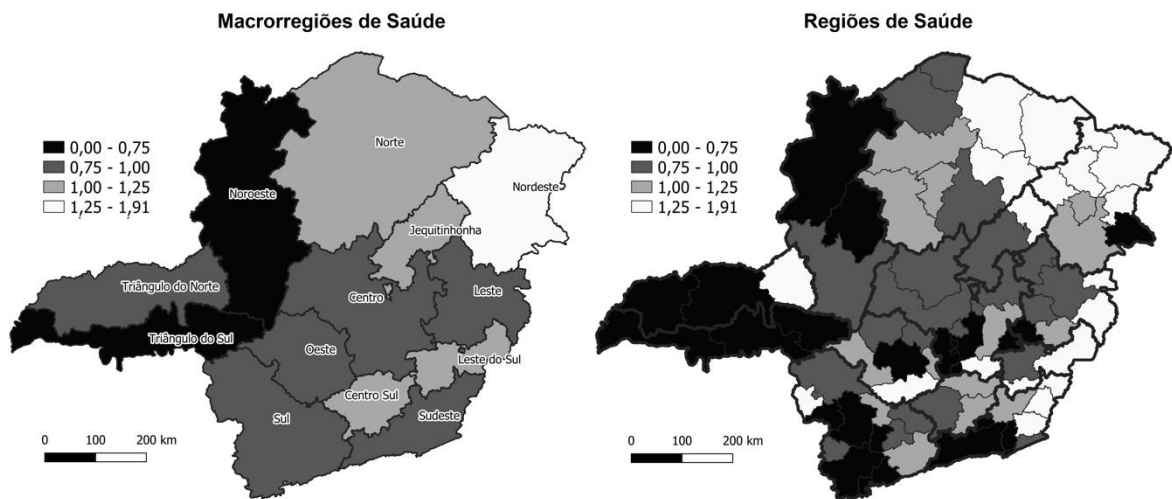 Macrorregiões de Saúde
0,00 - 0,75
0,75 - 1,00
1,00 - 1,25
1,25 - 1,91
Norte
Noroeste
Nordeste
Jequitinhonha
Triângulo do Norte
Centro
Leste
Triângulo do Sul
Oeste
Leste do Sul
Centro Sul
Sul
Sudeste
0 100 200 km
Regiões de Saúde
0,00 - 0,75
0,75 - 1,00
1,00 - 1,25
1,25 - 1,91
0 100 200 km